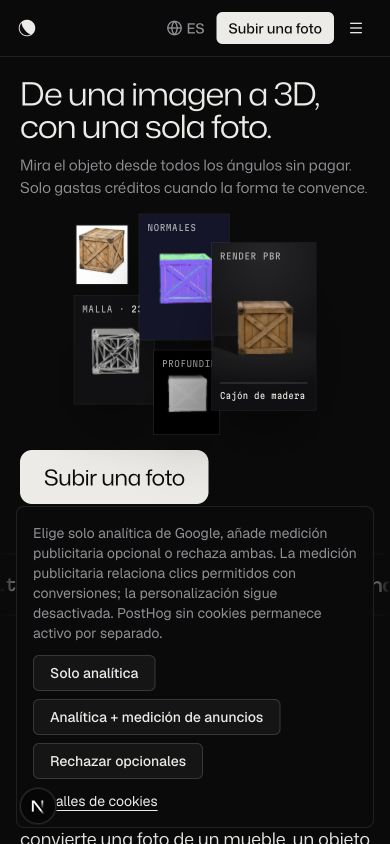 ES
Subir una foto
De una imagen a 3D,
con una sola foto.
Mira el objeto desde todos los ángulos sin pagar.
Solo gastas créditos cuando la forma te convence.
NORMALES
RENDER PBR
MALLA ·
Cajón de madera
Subir una foto
Elige solo analítica de Google, añade medición
publicitaria opcional o rechaza ambas. La medición
publicitaria relaciona clics permitidos con
conversiones; la personalización sigue
desactivada. PostHog sin cookies permanece
activo por separado.
Solo analítica
Analítica + medición de anuncios
Rechazar opcionales
N
alles de cookies
convierte una foto de un mueble, un objeto